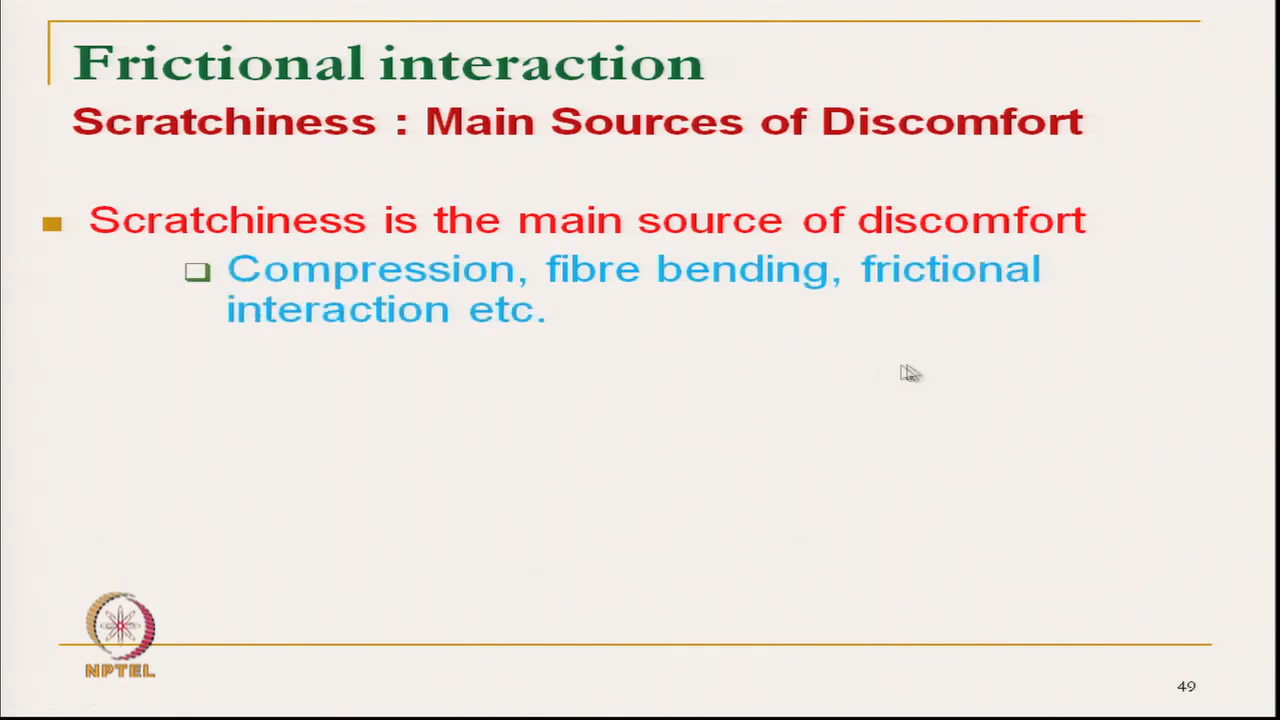 Frictional interaction
Scratchiness : Main Sources of Discomfort
Scratchiness is the main source of discomfort
Compression, fibre bending, frictional
interaction etc.
NPTEL
49